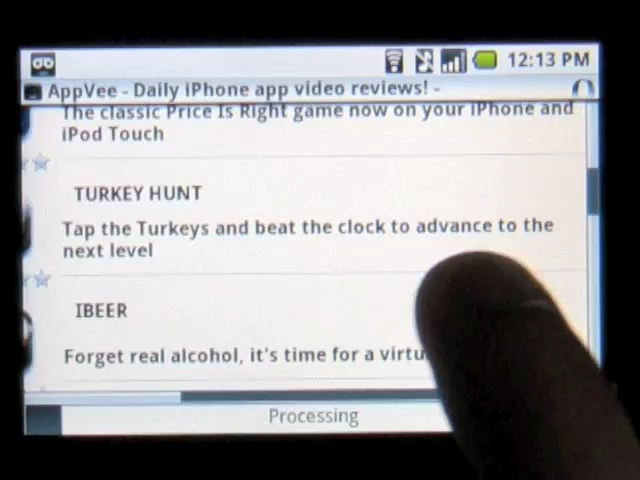 12:13 PM
AppVee - Daily iPhone app video reviews! -
The classic Price Is Right game now on your iPhone and
iPod Touch
TURKEY HUNT
Tap the Turkeys and beat the clock to advance to the
next level
IBEER
Forget real alcohol, it's time for a
Processing